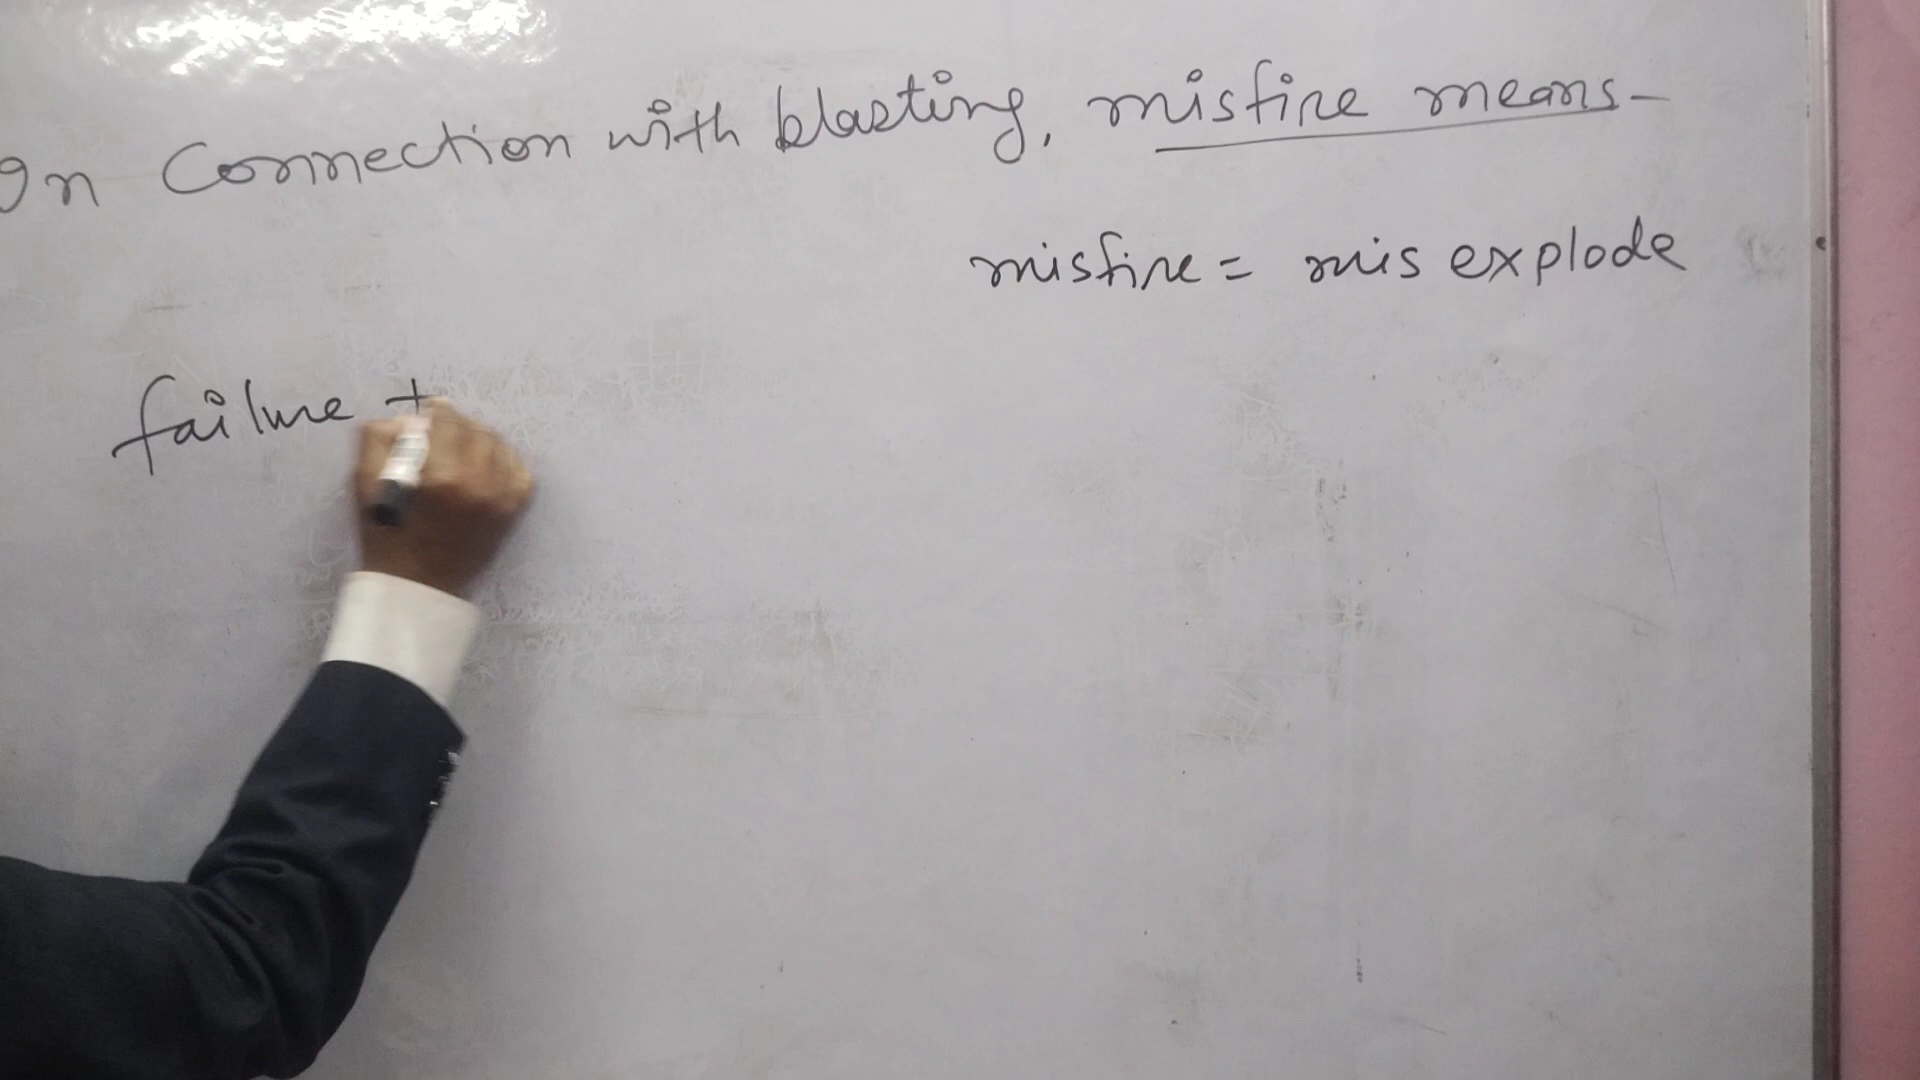 In Connection with blasting, misfire means-
misfire = mis explode
failure t